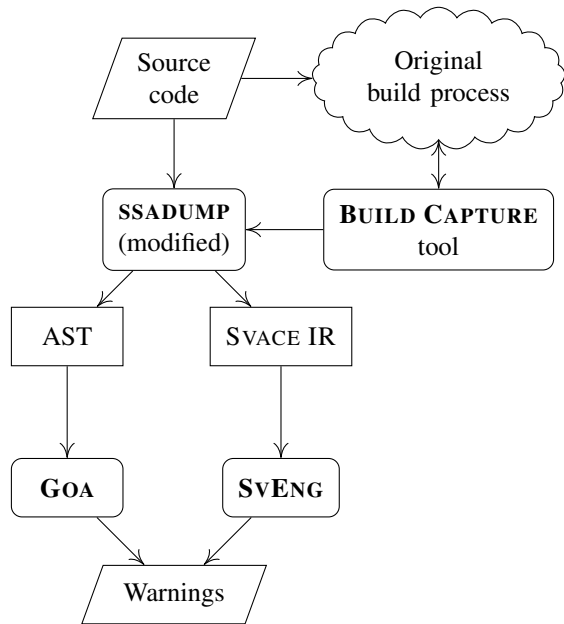 Source
code
Original
build process
SSADUMP
(modified)
BUILD CAPTURE
tool
AST
SVACE IR
GOA
SVENG
Warnings